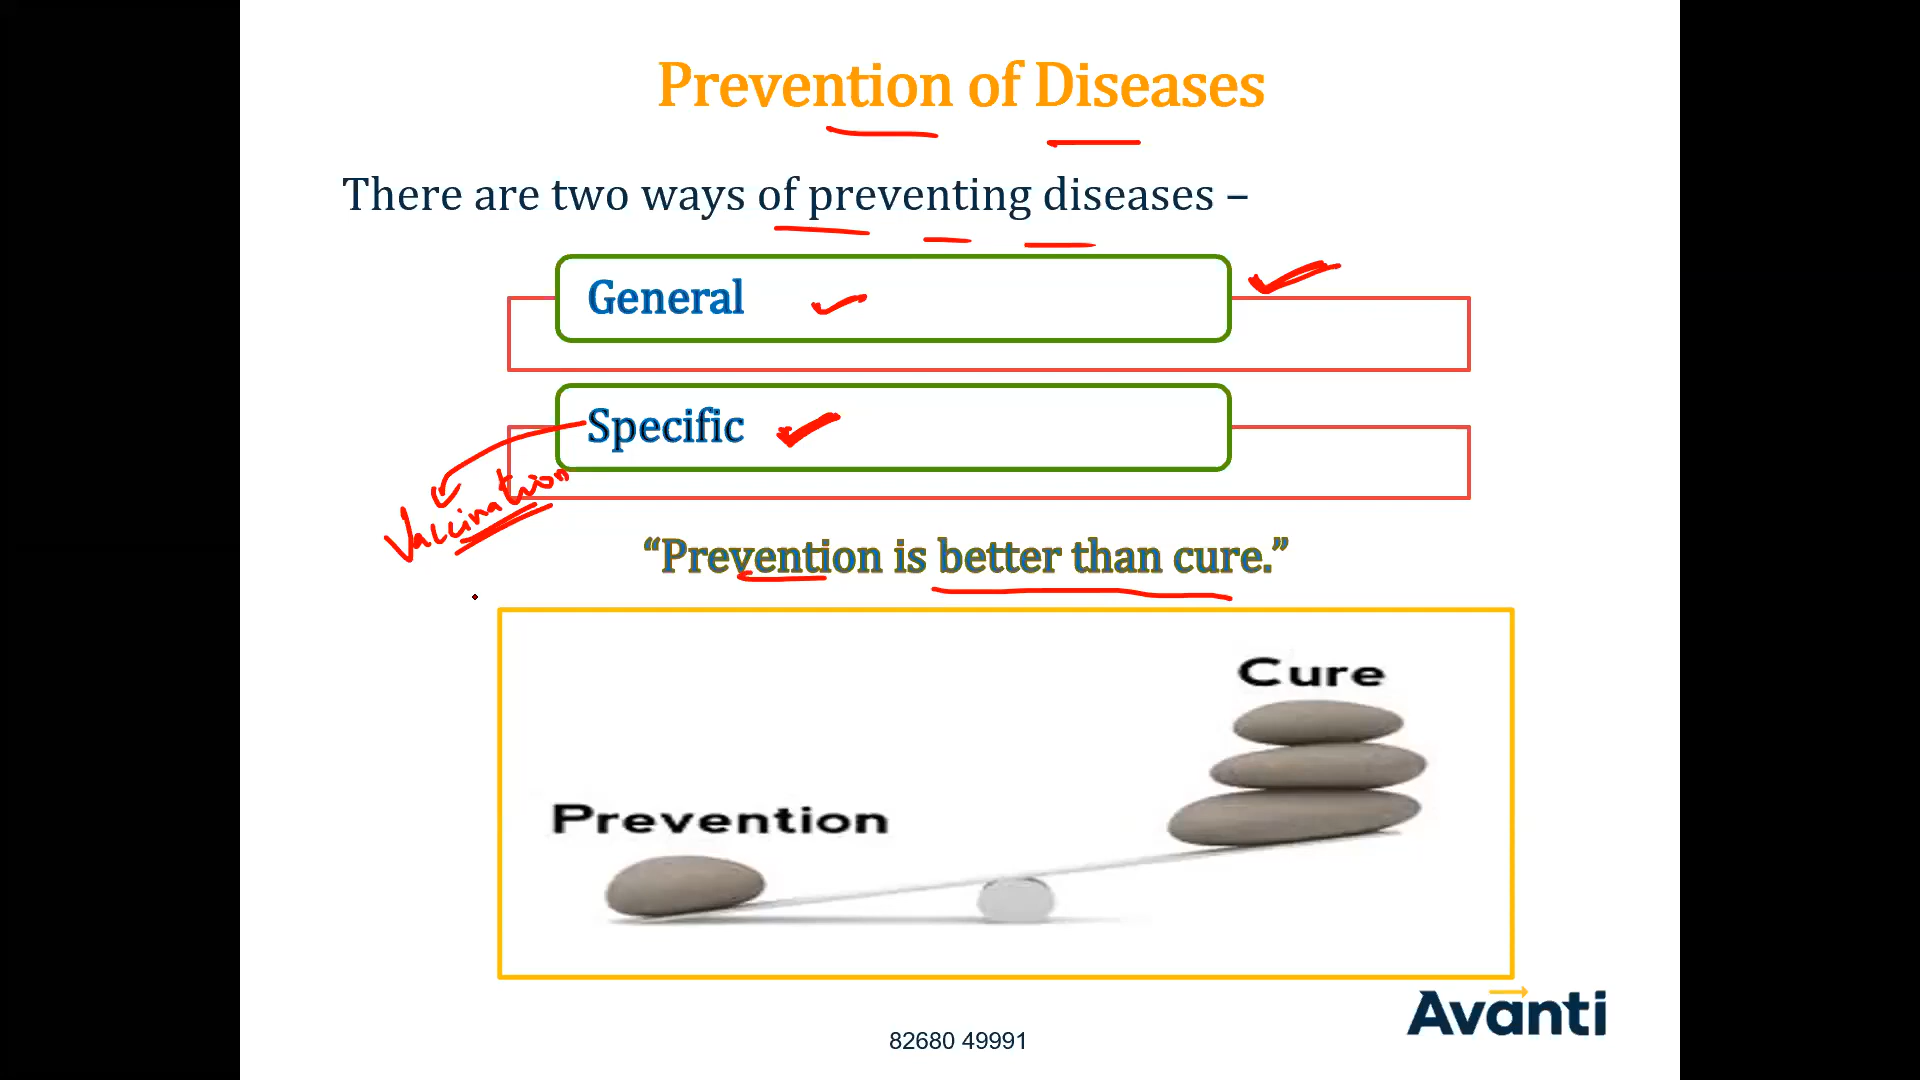 Prevention of Diseases
There are two ways of preventing diseases –
General
Specific
Vaccination
“Prevention is better than cure.”
Cure
Prevention
Avanti
82680 49991